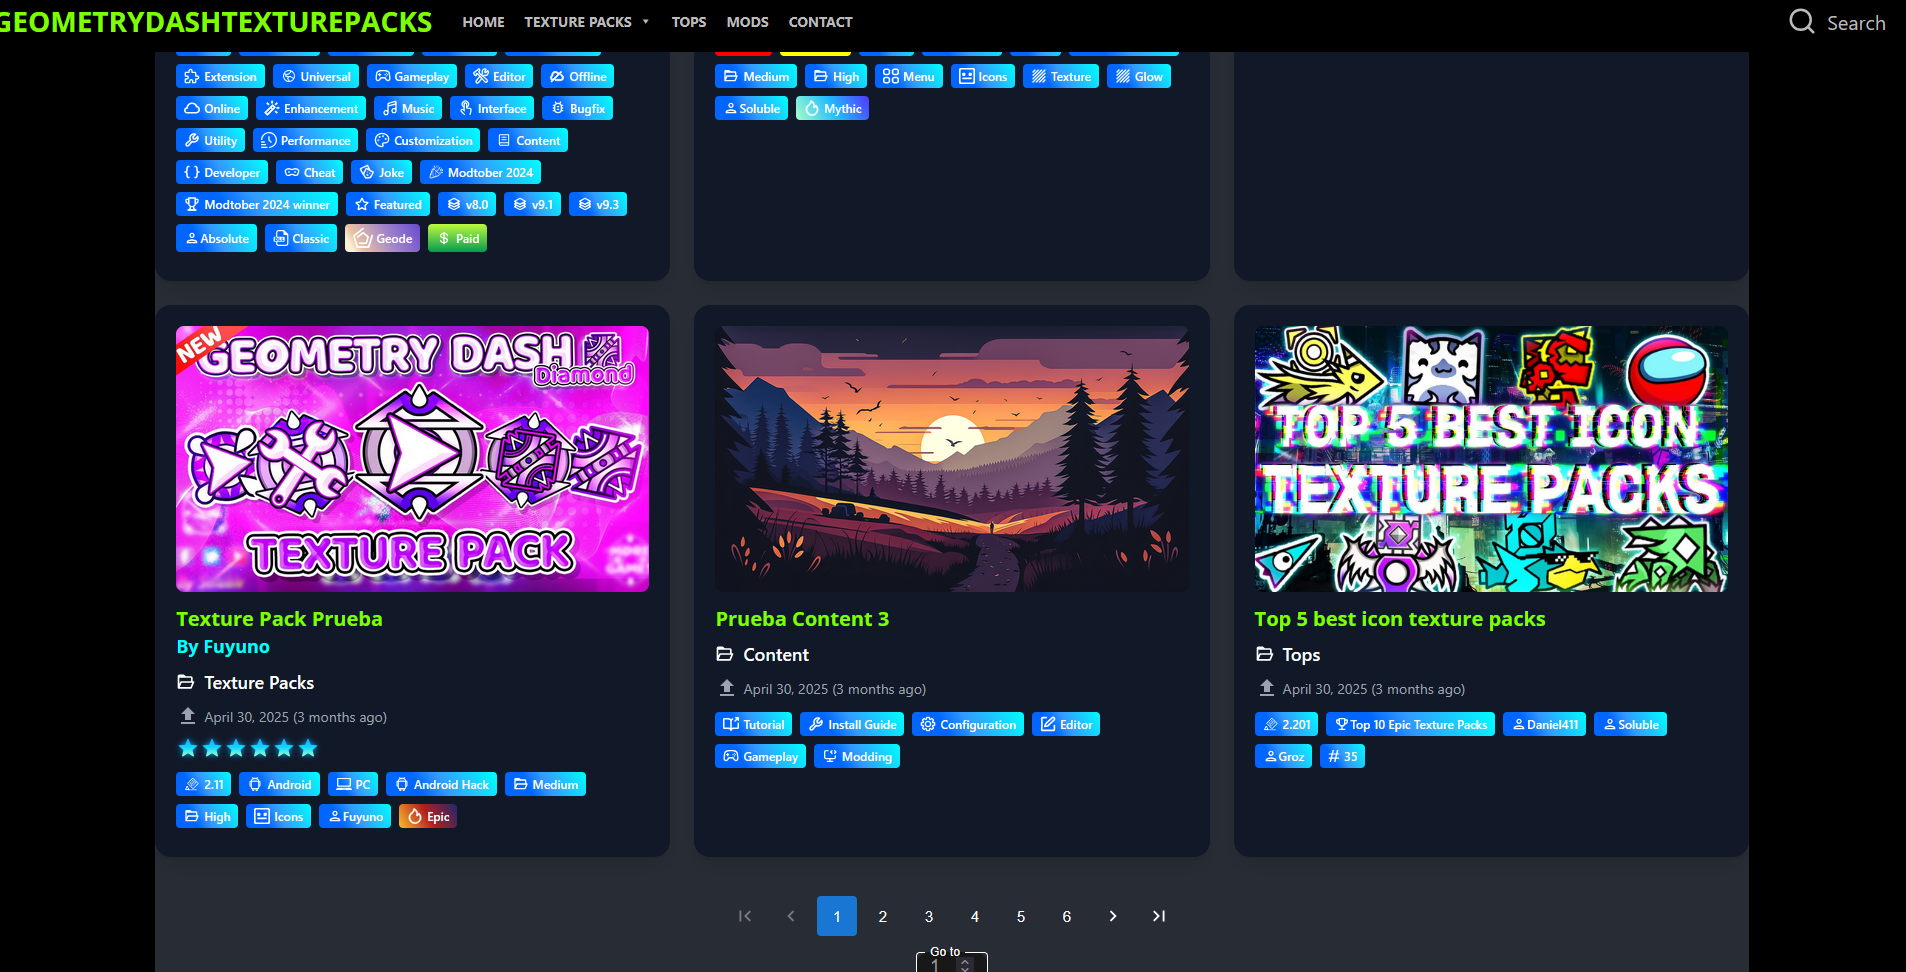 GEOMETRYDASHTEXTUREPACKS HOME TEXTURE PACKS TOPS MODS CONTACT Search
Extension Universal Gameplay Editor Offline
Online Enhancement Music Interface Bugfix
Utility Performance Customization Content
Developer Cheat Joke Modtober 2024
Modtober 2024 winner Featured v8.0 v9.1 v9.3
Absolute Classic Geode $ Paid
Medium High Menu Icons Texture Glow
Soluble Mythic
NEW
GEOMETRY DASH
Diamond
TEXTURE PACK
Texture Pack Prueba
By Fuyuno
Texture Packs
April 30, 2025 (3 months ago)
2.11 Android PC Android Hack Medium
High Icons Fuyuno Epic
Prueba Content 3
Content
April 30, 2025 (3 months ago)
Tutorial Install Guide Configuration Editor
Gameplay Modding
TOP 5 BEST ICON
TEXTURE PACKS
Top 5 best icon texture packs
Tops
April 30, 2025 (3 months ago)
2.201 Top 10 Epic Texture Packs Daniel411 Soluble
Groz # 35
1 2 3 4 5 6
Go to
1